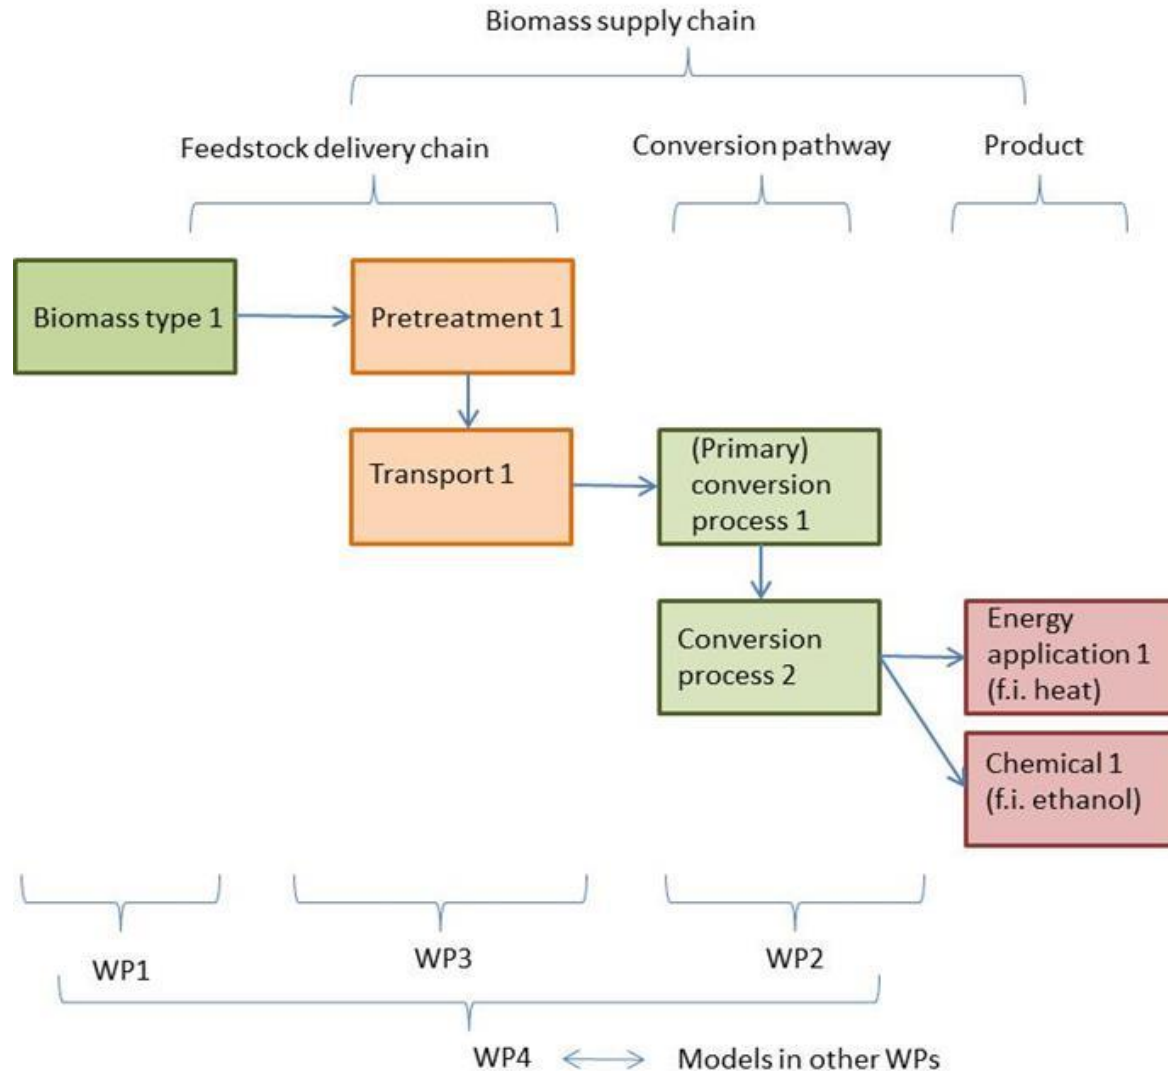 Biomass supply chain
Feedstock delivery chain
Conversion pathway
Product
Biomass type 1
Pretreatment 1
Transport 1
(Primary)
conversion
process 1
Conversion
process 2
Energy
application 1
(f.i. heat)
Chemical 1
(f.i. ethanol)
WP1
WP3
WP2
WP4
Models in other WPs